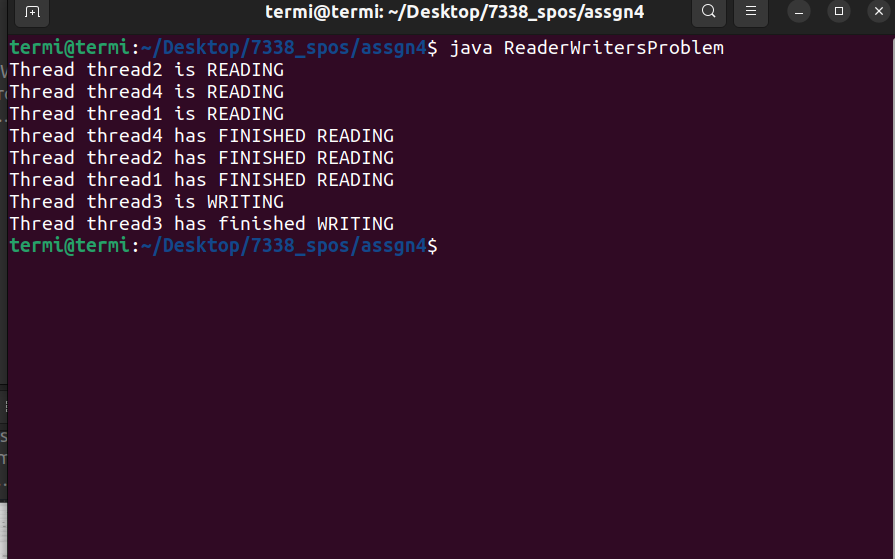 termi@termi: ~/Desktop/7338_spos/assgn4
termi@termi:~/Desktop/7338_spos/assgn4$ java ReaderWritersProblem
Thread thread2 is READING
Thread thread4 is READING
Thread thread1 is READING
Thread thread4 has FINISHED READING
Thread thread2 has FINISHED READING
Thread thread1 has FINISHED READING
Thread thread3 is WRITING
Thread thread3 has finished WRITING
termi@termi:~/Desktop/7338_spos/assgn4$